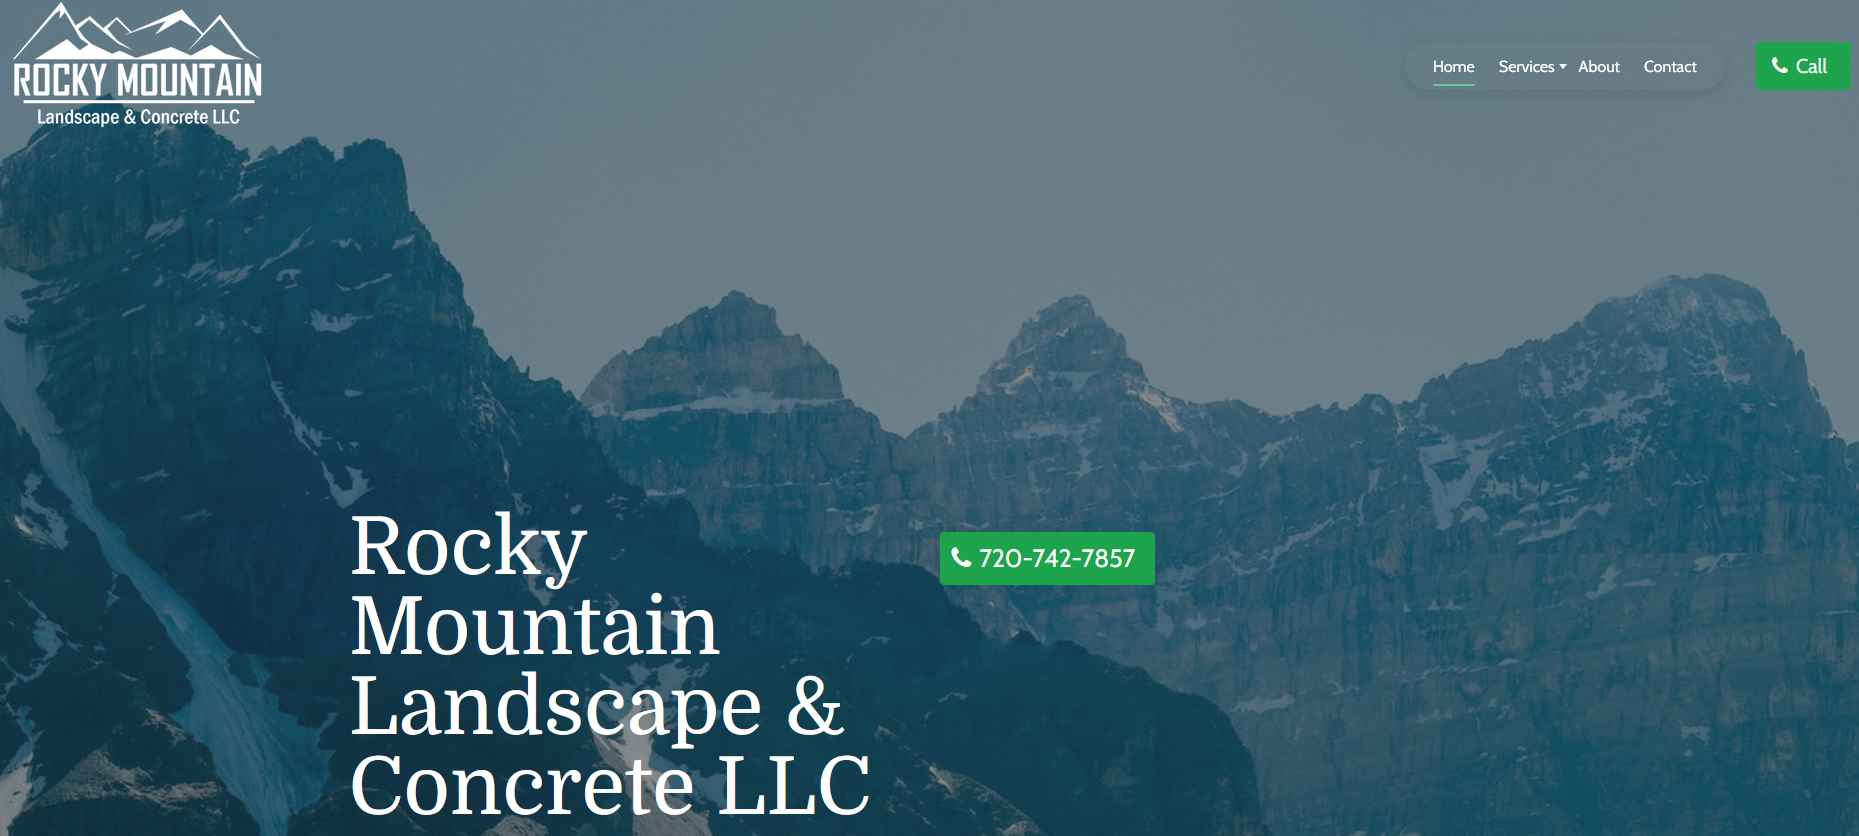 ROCKY MOUNTAIN
Landscape & Concrete LLC
Home Services About Contact
Call
Rocky
Mountain
Landscape &
Concrete LLC
720-742-7857